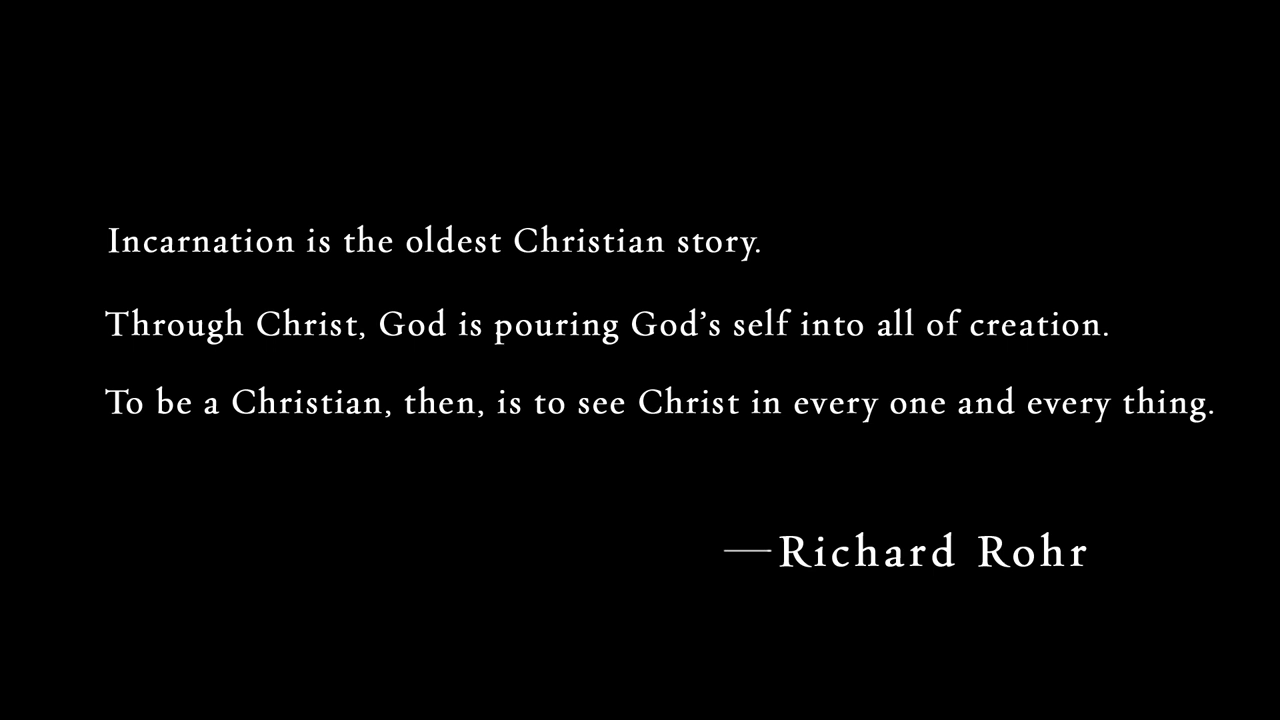 Incarnation is the oldest Christian story.
Through Christ, God is pouring God’s self into all of creation.
To be a Christian, then, is to see Christ in every one and every thing.
—Richard Rohr